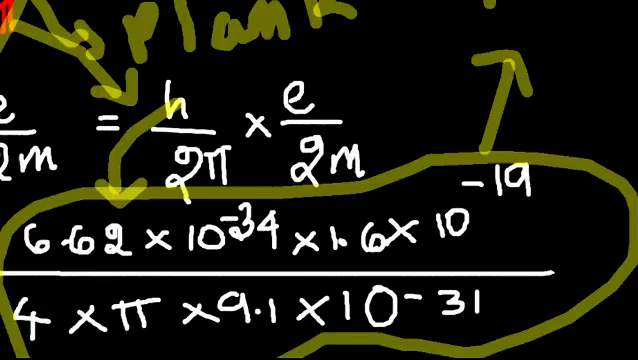 plank
e/2m = h/2π × e/2m
6.62 × 10⁻³⁴ × 1.6 × 10⁻¹⁹
4 × π × 9.1 × 10⁻³¹